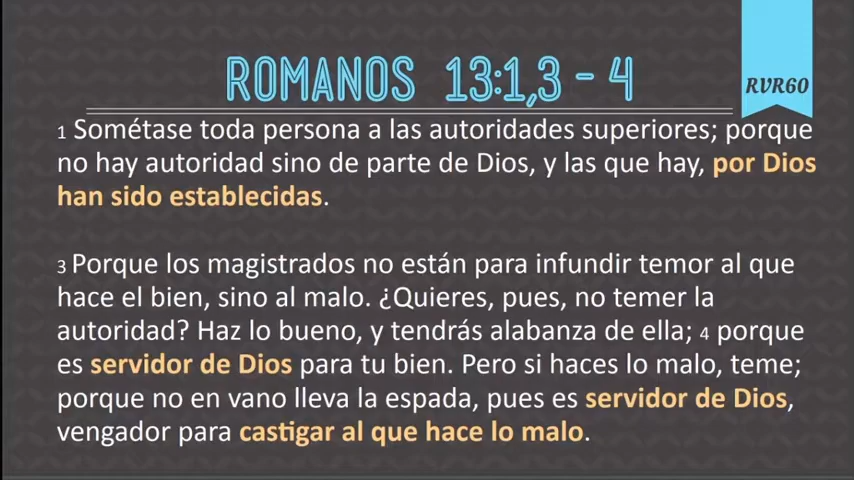 ROMANOS 13:1,3 - 4
RVR60
1 Sométase toda persona a las autoridades superiores; porque
no hay autoridad sino de parte de Dios, y las que hay, por Dios
han sido establecidas.
3 Porque los magistrados no están para infundir temor al que
hace el bien, sino al malo. ¿Quieres, pues, no temer la
autoridad? Haz lo bueno, y tendrás alabanza de ella; 4 porque
es servidor de Dios para tu bien. Pero si haces lo malo, teme;
porque no en vano lleva la espada, pues es servidor de Dios,
vengador para castigar al que hace lo malo.